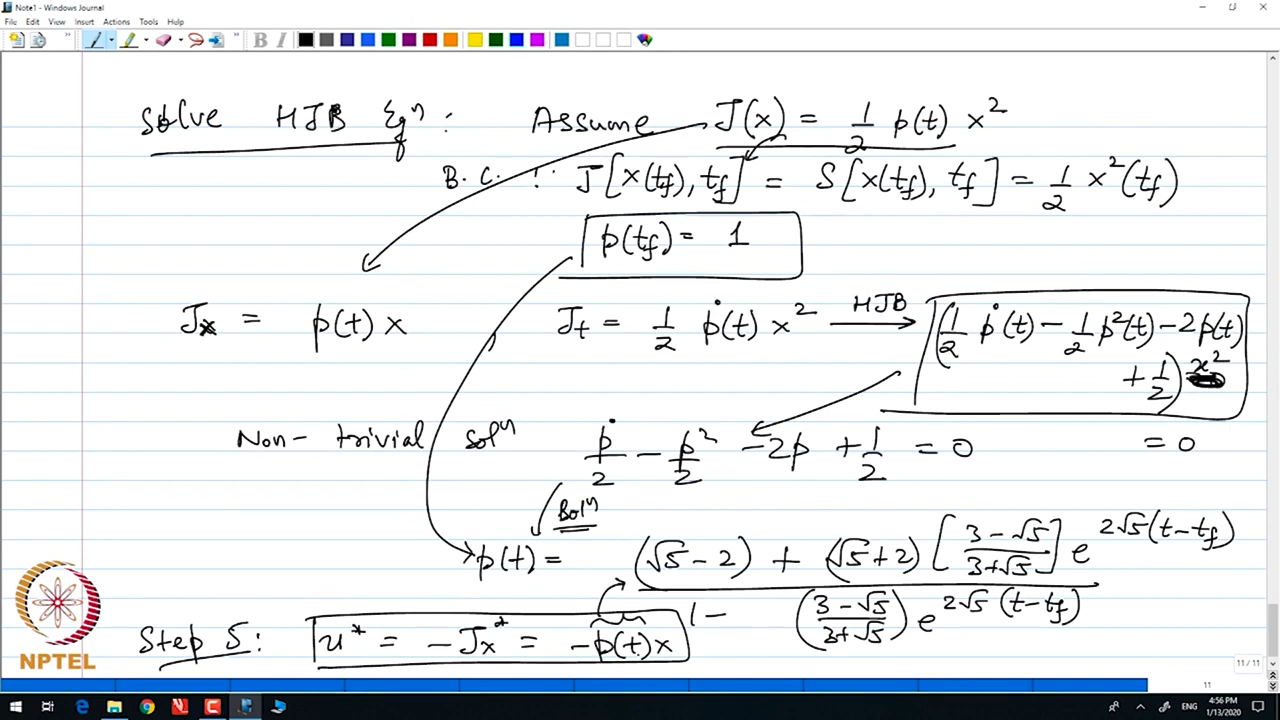 Note1 - Windows Journal
File Edit View Insert Actions Tools Help
Solve HJB Eqⁿ : Assume J(x) = 1/2 p(t) x²
B.C. : J[x(tf), tf] = S[x(tf), tf] = 1/2 x²(tf)
p(tf) = 1
Jx = p(t) x Jt = 1/2 ṗ(t) x² HJB → (1/2 ṗ(t) - 1/2 p²(t) - 2p(t)
+ 1/2) x²
Non-trivial solⁿ ṗ/2 - p²/2 - 2p + 1/2 = 0 = 0
Solⁿ
p(t) = (√5 - 2) + (√5 + 2) [3 - √5 / 3 + √5] e^2√5 (t - tf)
1 - (3 - √5 / 3 + √5) e^2√5 (t - tf)
Step 5: u* = - Jx* = - p(t) x
NPTEL
11 / 11
11
ENG
4:56 PM
1/13/2020